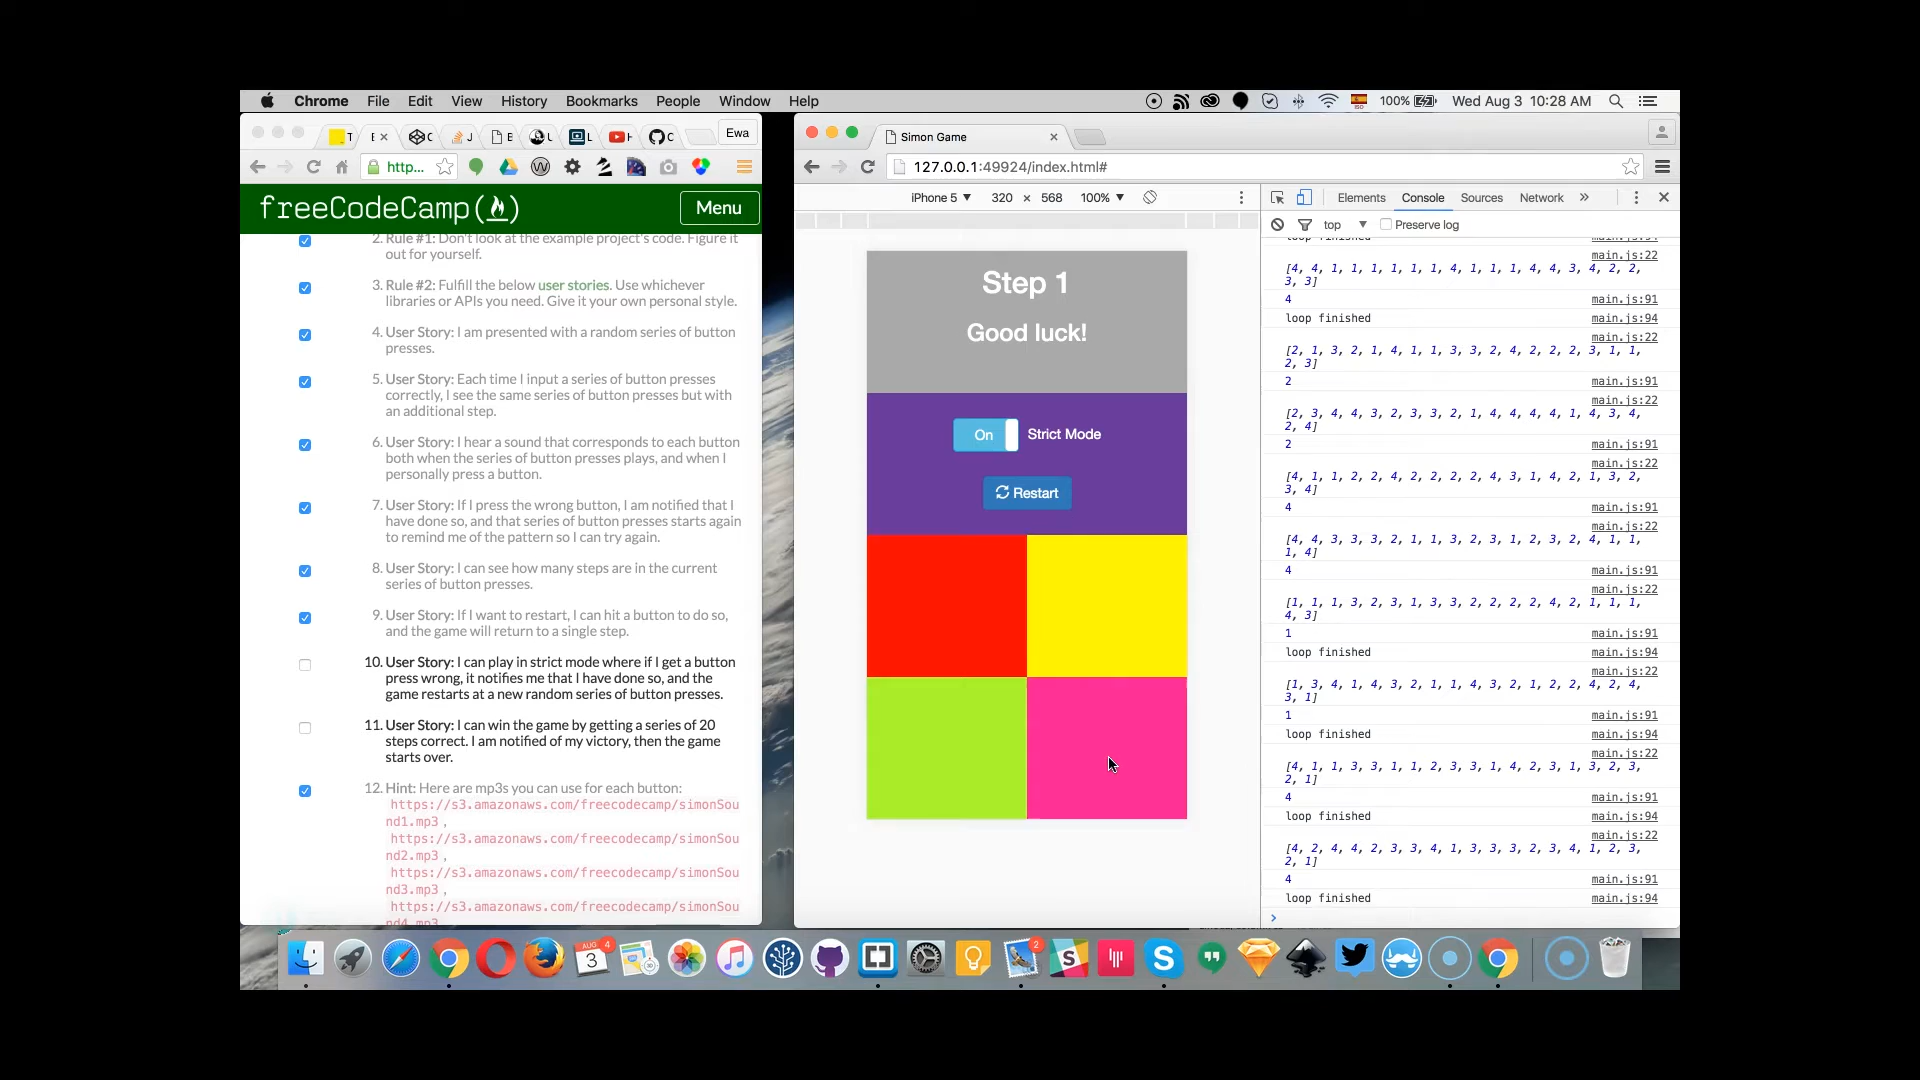 Chrome File Edit View History Bookmarks People Window Help
100% Wed Aug 3 10:28 AM
Ewa
http...
freeCodeCamp
Menu
2. Rule #1: Don't look at the example project's code. Figure it
out for yourself.
3. Rule #2: Fulfill the below user stories. Use whichever
libraries or APIs you need. Give it your own personal style.
4. User Story: I am presented with a random series of button
presses.
5. User Story: Each time I input a series of button presses
correctly, I see the same series of button presses but with
an additional step.
6. User Story: I hear a sound that corresponds to each button
both when the series of button presses plays, and when I
personally press a button.
7. User Story: If I press the wrong button, I am notified that I
have done so, and that series of button presses starts again
to remind me of the pattern so I can try again.
8. User Story: I can see how many steps are in the current
series of button presses.
9. User Story: If I want to restart, I can hit a button to do so,
and the game will return to a single step.
10. User Story: I can play in strict mode where if I get a button
press wrong, it notifies me that I have done so, and the
game restarts at a new random series of button presses.
11. User Story: I can win the game by getting a series of 20
steps correct. I am notified of my victory, then the game
starts over.
12. Hint: Here are mp3s you can use for each button:
https://s3.amazonaws.com/freecodecamp/simonSou
nd1.mp3 ,
https://s3.amazonaws.com/freecodecamp/simonSou
nd2.mp3 ,
https://s3.amazonaws.com/freecodecamp/simonSou
nd3.mp3 ,
https://s3.amazonaws.com/freecodecamp/simonSou
nd4.mp3
Simon Game
127.0.0.1:49924/index.html#
iPhone 5 320 × 568 100%
Step 1
Good luck!
On Strict Mode
Restart
Elements Console Sources Network
top Preserve log
loop finished main.js:94
main.js:22
[4, 4, 1, 1, 1, 1, 1, 1, 4, 1, 1, 1, 4, 4, 3, 4, 2, 2,
3, 3]
4 main.js:91
loop finished main.js:94
main.js:22
[2, 1, 3, 2, 1, 4, 1, 1, 3, 3, 2, 4, 2, 2, 2, 3, 1, 1,
2, 3]
2 main.js:91
main.js:22
[2, 3, 4, 4, 3, 2, 3, 3, 2, 1, 4, 4, 4, 4, 1, 4, 3, 4,
2, 4]
2 main.js:91
main.js:22
[4, 1, 1, 2, 2, 4, 2, 2, 2, 2, 4, 3, 1, 4, 2, 1, 3, 2,
3, 4]
4 main.js:91
main.js:22
[4, 4, 3, 3, 3, 2, 1, 1, 3, 2, 3, 1, 2, 3, 2, 4, 1, 1,
1, 4]
4 main.js:91
main.js:22
[1, 1, 1, 3, 2, 3, 1, 3, 3, 2, 2, 2, 2, 4, 2, 1, 1, 1,
4, 3]
1 main.js:91
loop finished main.js:94
main.js:22
[1, 3, 4, 1, 4, 3, 2, 1, 1, 4, 3, 2, 1, 2, 2, 4, 2, 4,
3, 1]
1 main.js:91
loop finished main.js:94
main.js:22
[4, 1, 1, 3, 3, 1, 1, 2, 3, 3, 1, 4, 2, 3, 1, 3, 2, 3,
2, 1]
4 main.js:91
loop finished main.js:94
main.js:22
[4, 2, 4, 4, 2, 3, 3, 4, 1, 3, 3, 3, 2, 3, 4, 1, 2, 3,
2, 1]
4 main.js:91
loop finished main.js:94
AUG 4
3
2